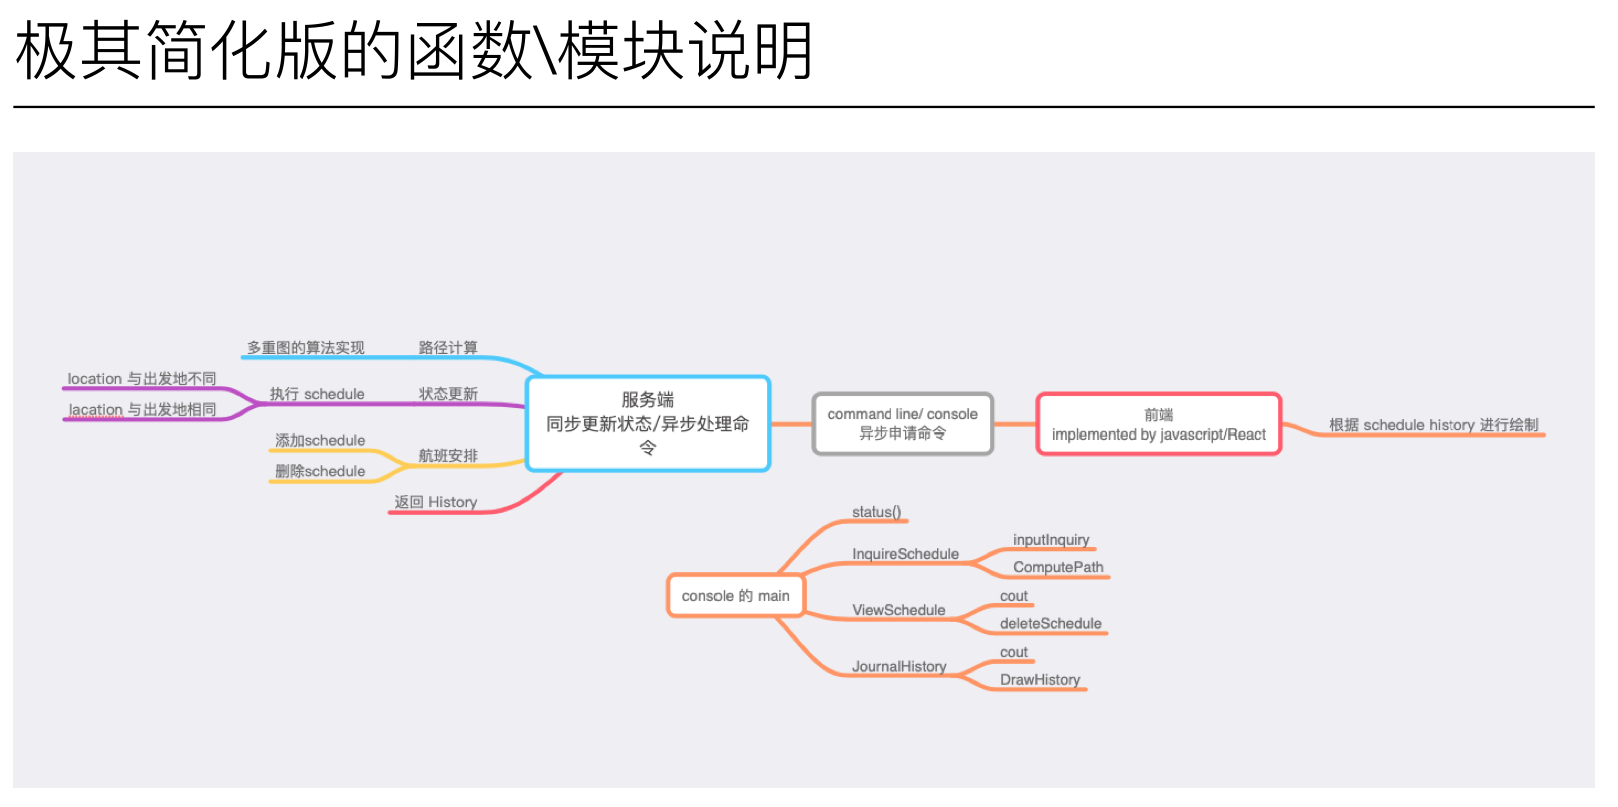 极其简化版的函数\模块说明
多重图的算法实现
路径计算
location 与出发地不同
lacation 与出发地相同
执行 schedule
状态更新
添加schedule
删除schedule
航班安排
返回 History
服务端
同步更新状态/异步处理命
令
command line/ console
异步申请命令
前端
implemented by javascript/React
根据 schedule history 进行绘制
console 的 main
status()
InquireSchedule
inputInquiry
ComputePath
ViewSchedule
cout
deleteSchedule
JournalHistory
cout
DrawHistory